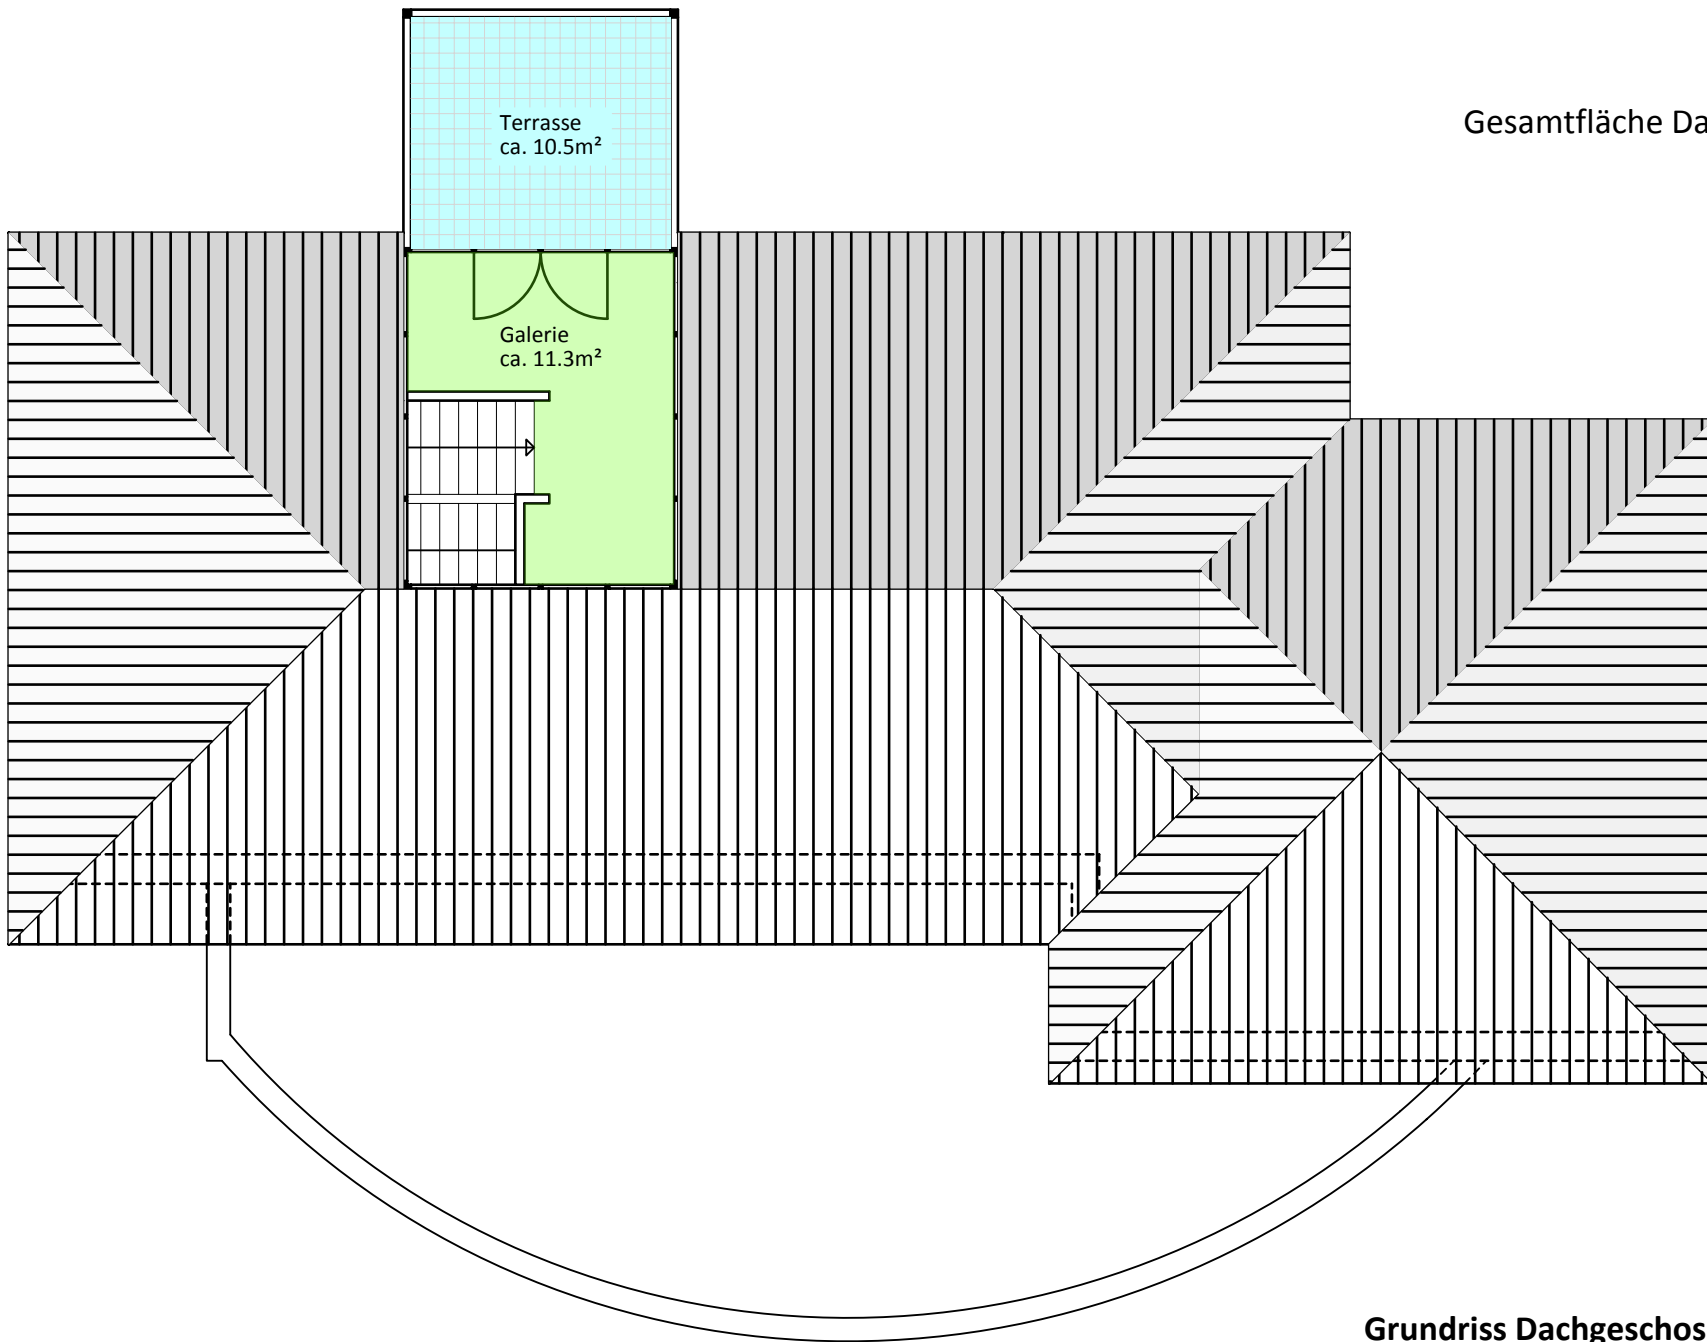 Terrasse
ca. 10.5m²
Gesamtfläche Da
Galerie
ca. 11.3m²
Grundriss Dachgeschos